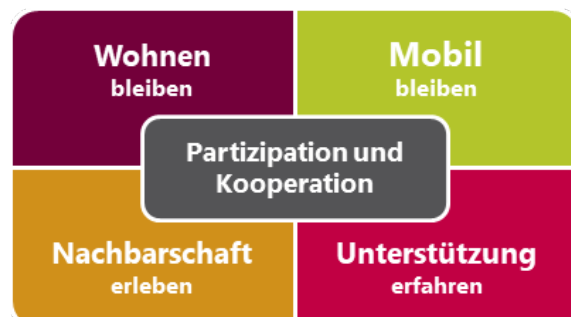 Wohnen
bleiben
Mobil
bleiben
Partizipation und
Kooperation
Nachbarschaft
erleben
Unterstützung
erfahren